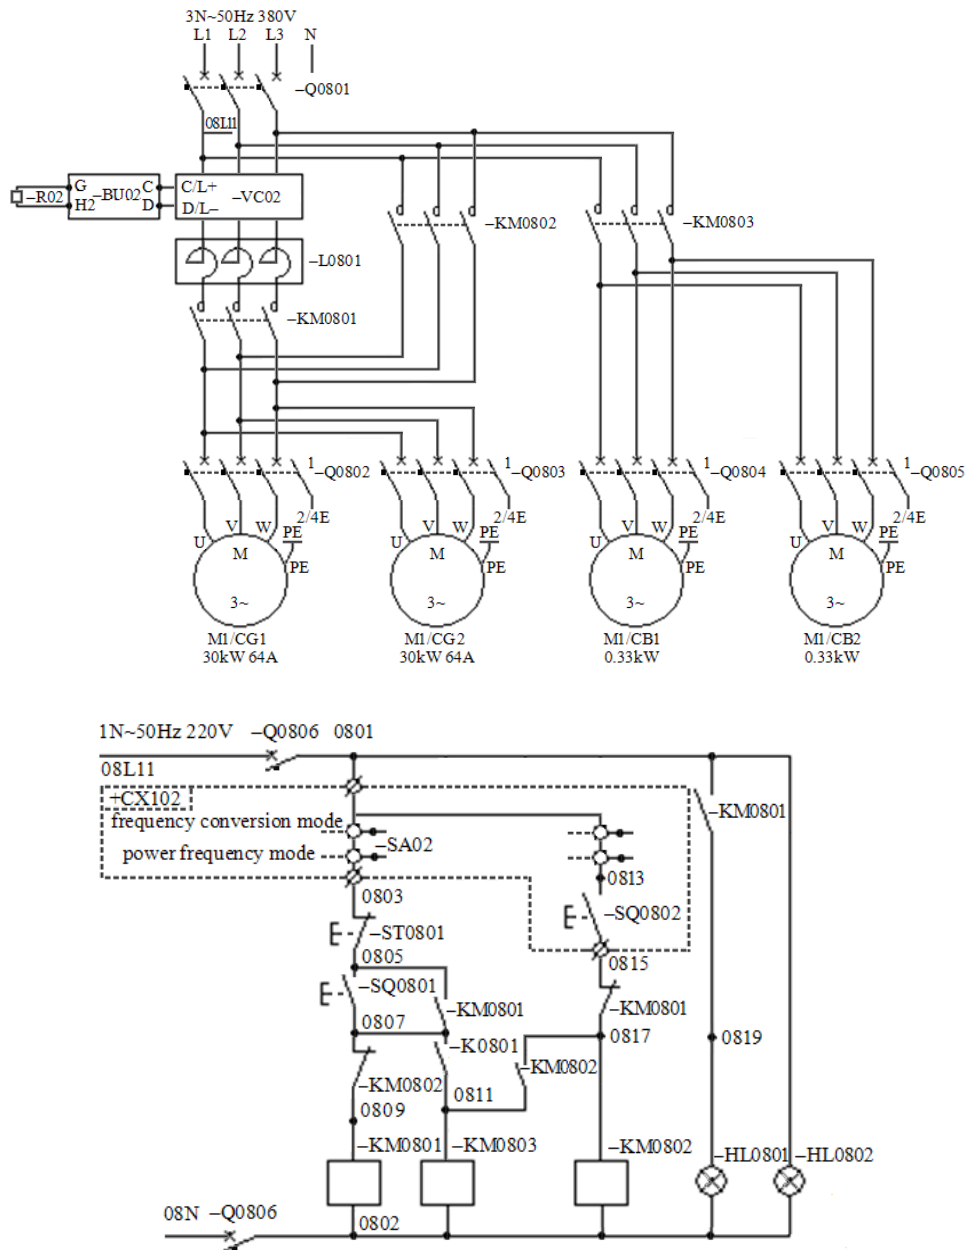 3N~50Hz 380V
L1 L2 L3 N
–Q0801
08L11
G C C/L+
–R02 –BU02 –VC02
H2 D D/L–
–KM0802 –KM0803
–L0801
–KM0801
1 –Q0802 1 –Q0803 1 –Q0804 1 –Q0805
2/4E 2/4E 2/4E 2/4E
U V W PE U V W PE U V W PE U V W PE
M M M M
PE PE PE PE
3~ 3~ 3~ 3~
M1/CG1 M1/CG2 M1/CB1 M1/CB2
30kW 64A 30kW 64A 0.33kW 0.33kW
1N~50Hz 220V –Q0806 0801
08L11
+CX102
–KM0801
frequency conversion mode
–SA02
power frequency mode
0813
0803
–SQ0802
–ST0801
0805 0815
–SQ0801
–KM0801 –KM0801
0807
–K0801 0817 0819
–KM0802
–KM0802
0811
0809
–KM0801 –KM0803 –KM0802
–HL0801 –HL0802
08N –Q0806
0802